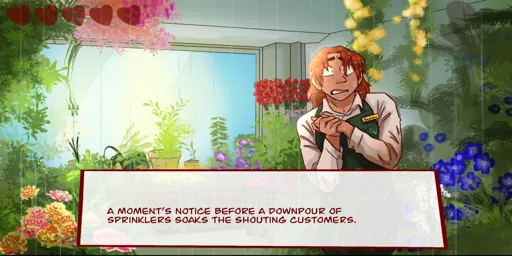 A MOMENT'S NOTICE BEFORE A DOWNPOUR OF
SPRINKLERS SOAKS THE SHOUTING CUSTOMERS.